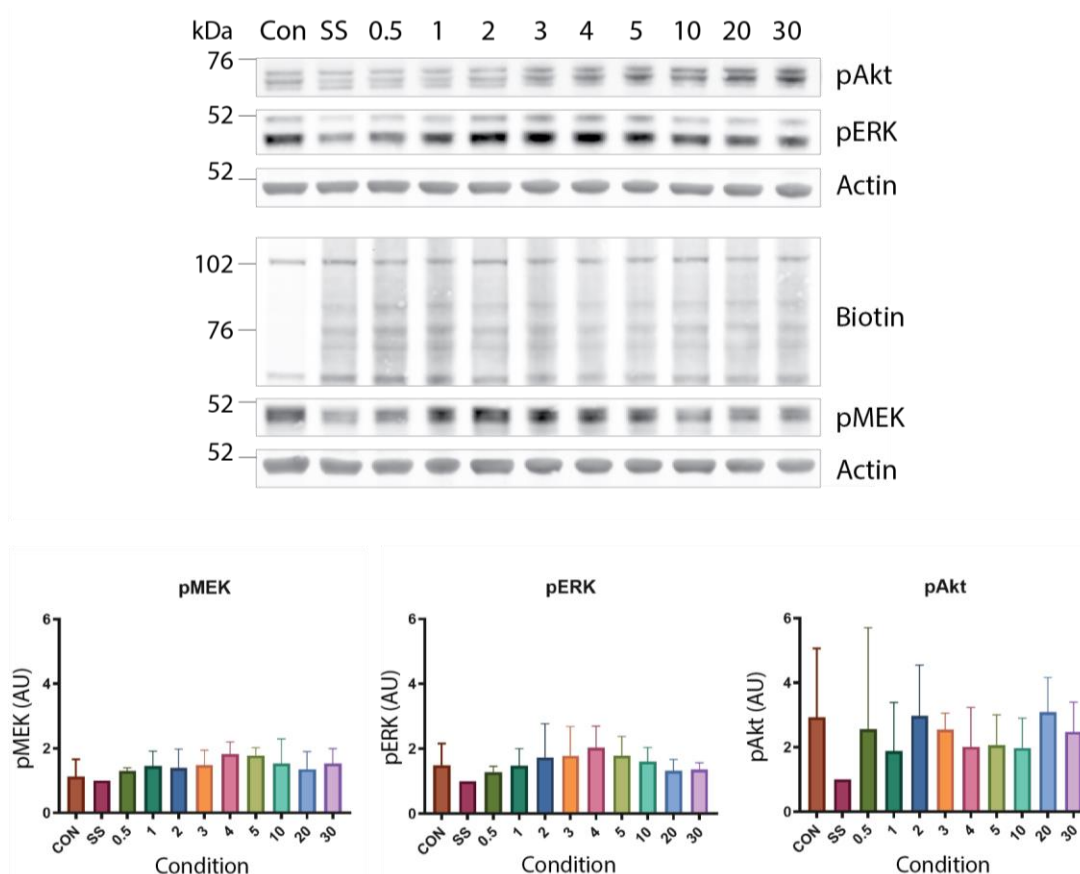 kDa Con SS 0.5 1 2 3 4 5 10 20 30
76 pAkt
52 pERK
52 Actin
102
Biotin
76
52 pMEK
52 Actin
pMEK
6
4
2
0
pMEK (AU)
CON SS 0.5 1 2 3 4 5 10 20 30
Condition
pERK
6
4
2
0
pERK (AU)
CON SS 0.5 1 2 3 4 5 10 20 30
Condition
pAkt
6
4
2
0
pAkt (AU)
CON SS 0.5 1 2 3 4 5 10 20 30
Condition